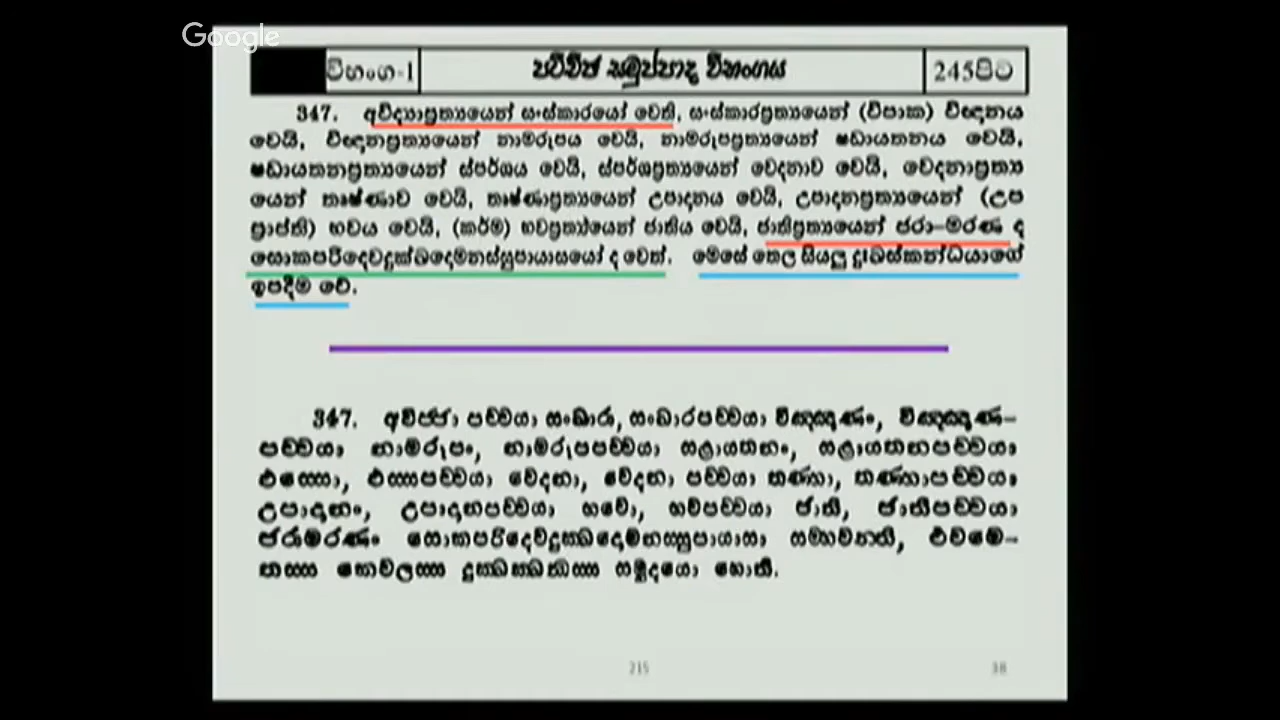 Google
විභංග-1 පටිච්ච සමුප්පාද විභංගය 245පිට
347. අවිද්‍යාප්‍රත්‍යයෙන් සංස්කාරයෝ වෙති, සංස්කාරප්‍රත්‍යයෙන් (විපාක) විඥනය
වෙයි, විඥනප්‍රත්‍යයෙන් නාමරූපය වෙයි, නාමරූපප්‍රත්‍යයෙන් ෂඩායතනය වෙයි,
ෂඩායතනප්‍රත්‍යයෙන් ස්පර්ශය වෙයි, ස්පර්ශප්‍රත්‍යයෙන් වේදනාව වෙයි, වේදනාප්‍රත්‍ය
යෙන් තෘෂ්ණාව වෙයි, තෘෂ්ණාප්‍රත්‍යයෙන් උපාදනය වෙයි, උපාදනප්‍රත්‍යයෙන් (උප
ප්‍රාප්ති) භවය වෙයි, (කර්ම) භවප්‍රත්‍යයෙන් ජාතිය වෙයි, ජාතිප්‍රත්‍යයෙන් ජරා-මරණ ද
සොකපරිදෙවදුක්ඛදොමනස්සුපායාසයෝ ද වෙත්. මෙසේ තෙල සියලු දුඃඛස්කන්ධයාගේ
ඉපදීම වේ.
347. අවිජ්ජා පච්චයා සංඛාර, සංඛාරපච්චයා විඤ්ඤාණං, විඤ්ඤාණ-
පච්චයා නාමරූපං, නාමරූපපච්චයා සළායතනං, සළායතනපච්චයා
ඵස්සො, ඵස්සපච්චයා වේදනා, වේදනා පච්චයා තණ්හා, තණ්හාපච්චයා
උපාදානං, උපාදානපච්චයා භවො, භවපච්චයා ජාති, ජාතිපච්චයා
ජරාමරණං සොකපරිදෙවදුක්ඛදොමනස්සුපායාසා සම්භවන්ති, එවමෙ-
තස්ස කෙවලස්ස දුක්ඛක්ඛන්ධස්ස සමුදයො හොති.
215 38